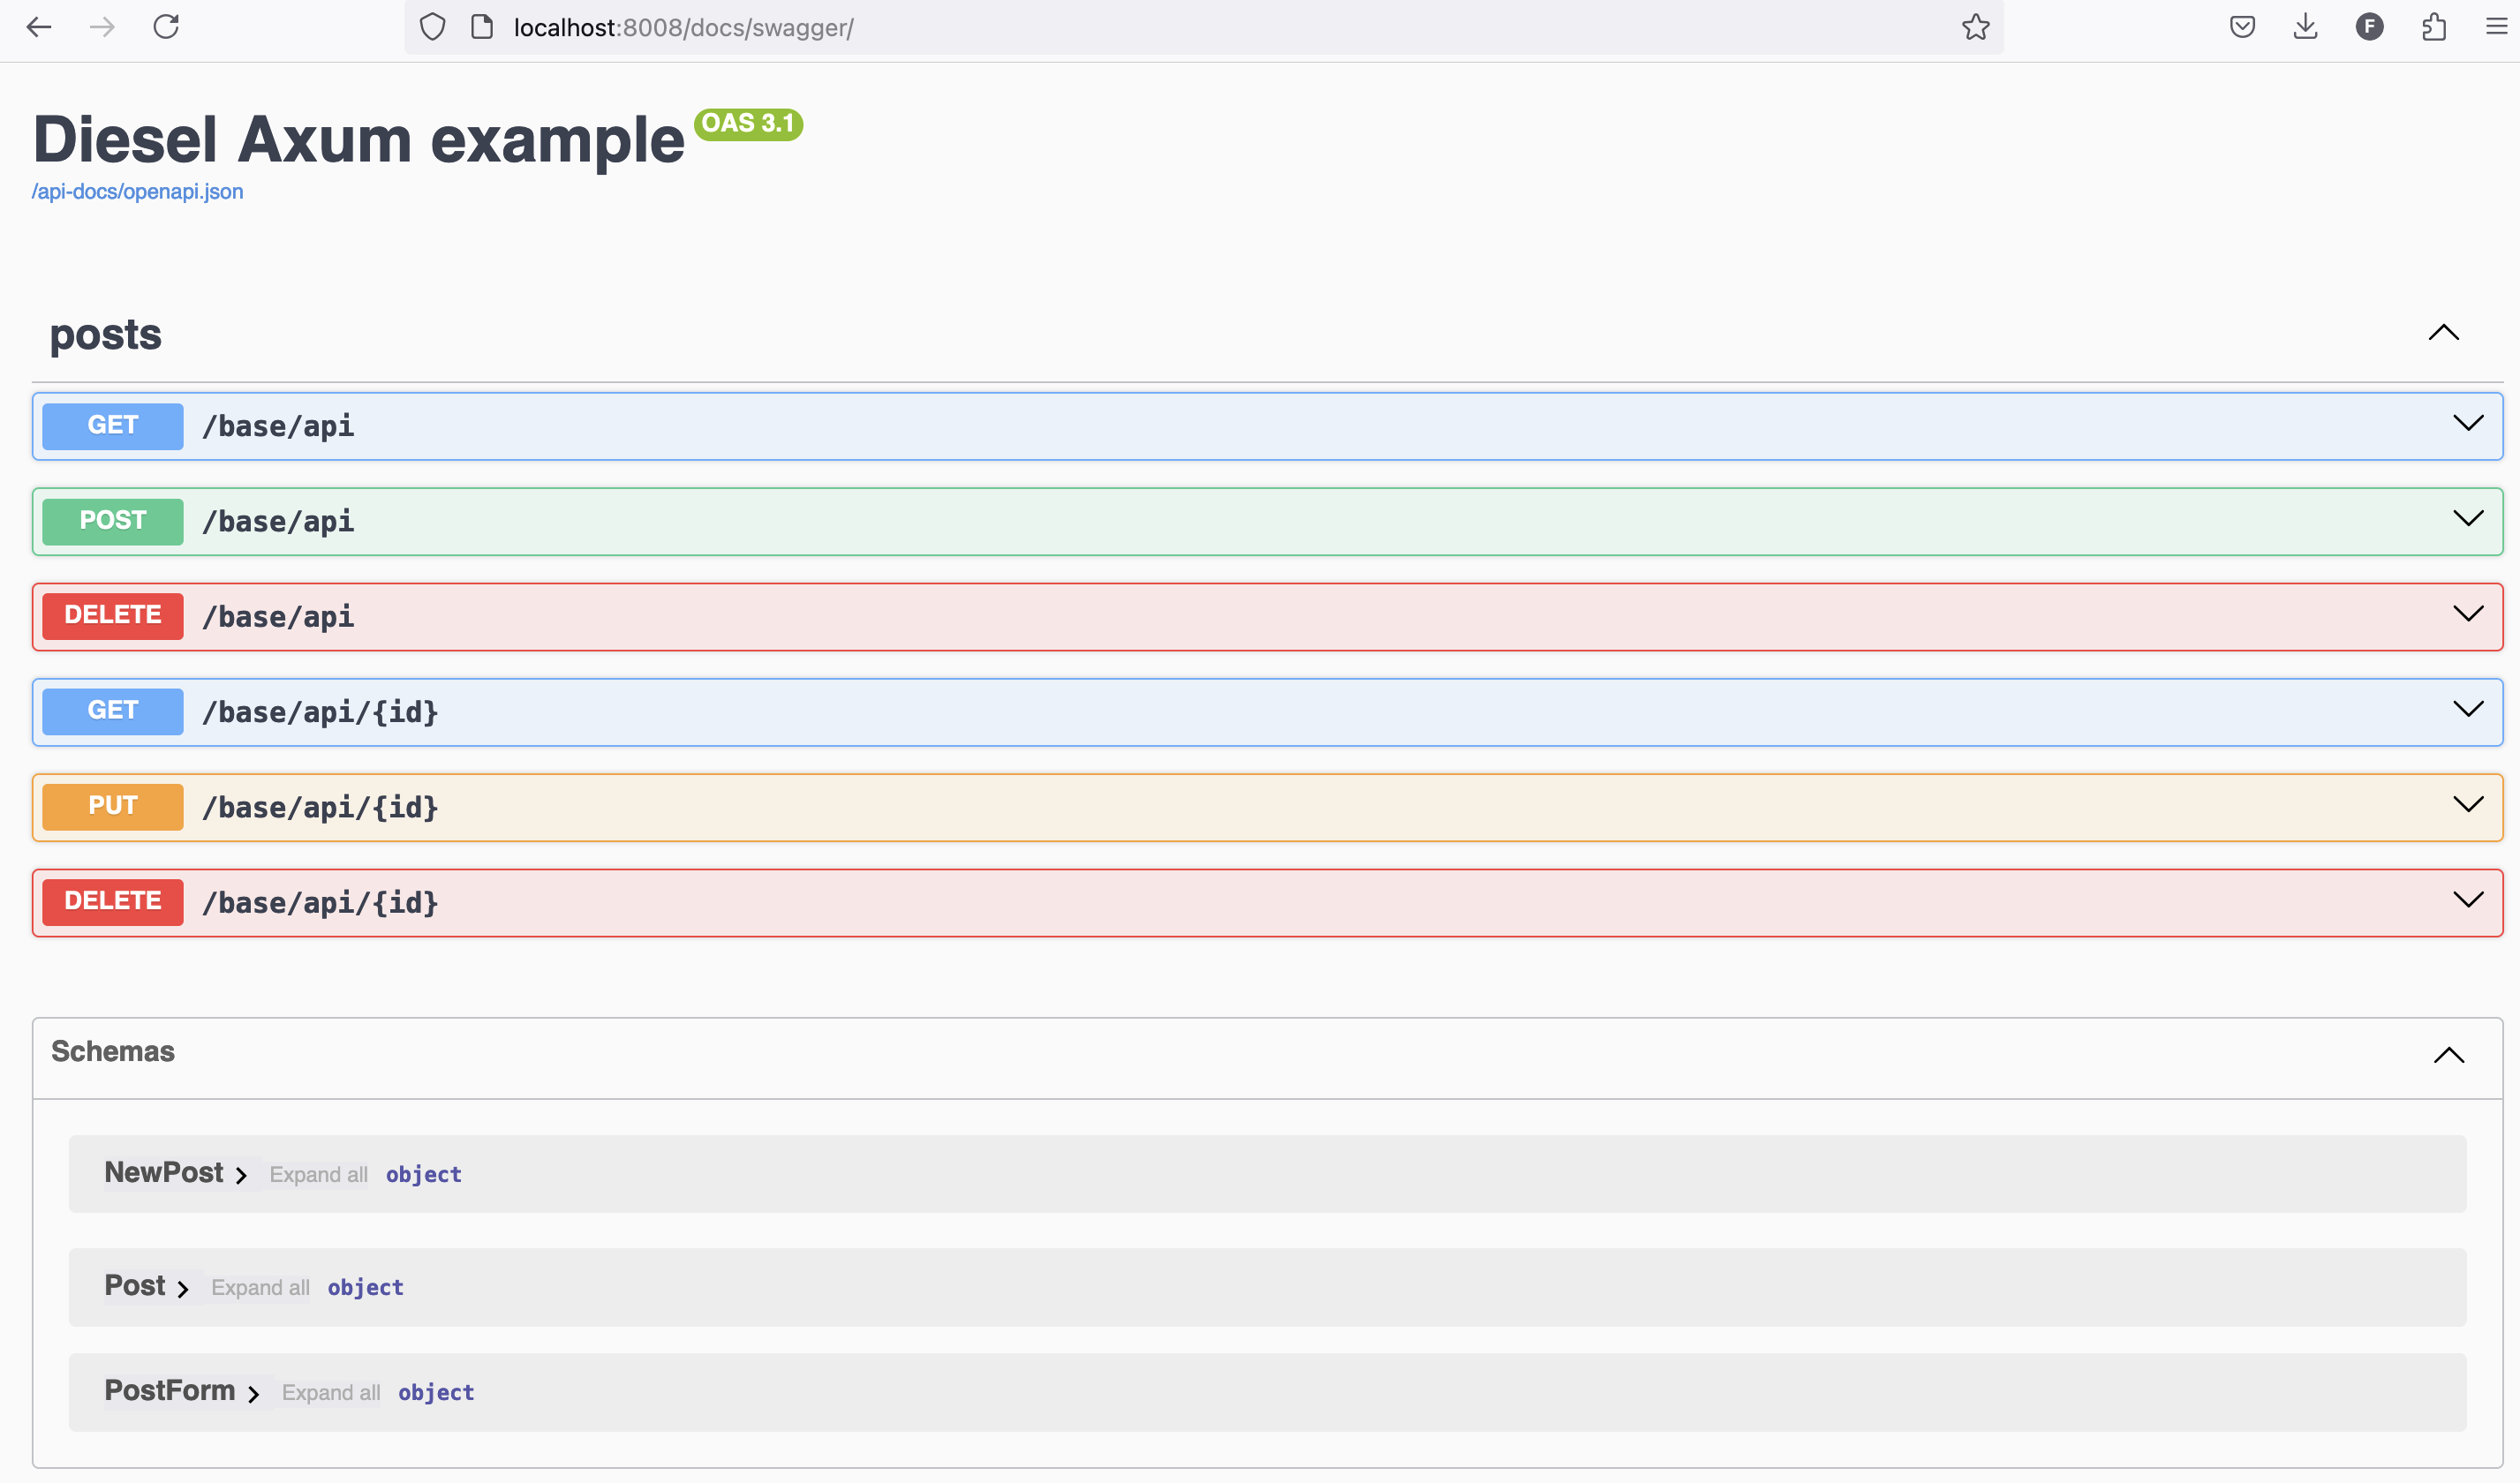 localhost:8008/docs/swagger/
F
Diesel Axum example OAS 3.1
/api-docs/openapi.json
posts
GET /base/api
POST /base/api
DELETE /base/api
GET /base/api/{id}
PUT /base/api/{id}
DELETE /base/api/{id}
Schemas
NewPost Expand all object
Post Expand all object
PostForm Expand all object